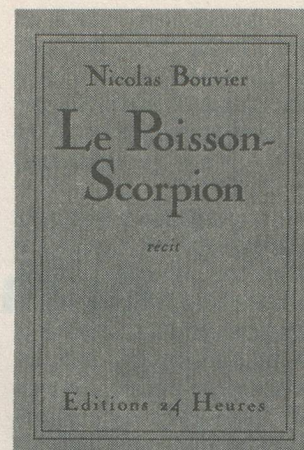 Nicolas Bouvier
Le Poisson-
Scorpion
récit
Editions 24 Heures